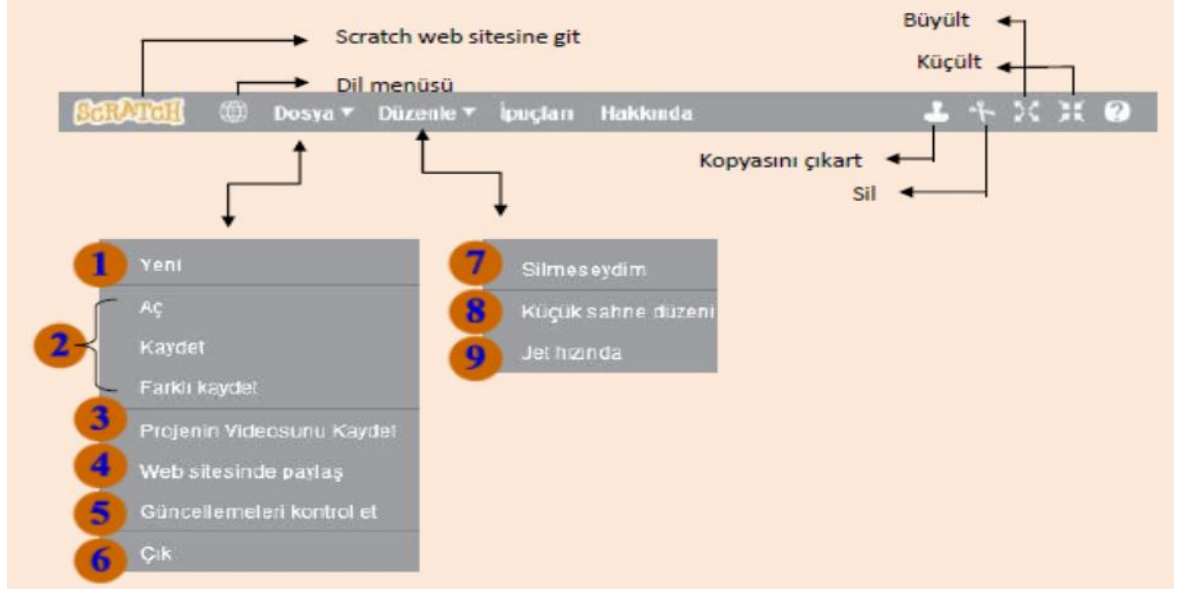 Büyült
Scratch web sitesine git
Küçült
Dil menüsü
SCRATCH Dosya Düzenle İpuçları Hakkında ?
Kopyasını çıkart
Sil
1 Yeni
2
Aç
Kaydet
Farklı kaydet
3 Projenin Videosunu Kaydet
4 Web sitesinde paylaş
5 Güncellemeleri kontrol et
6 Çık
7 Silmeseydim
8 Küçük sahne düzeni
9 Jet hızında